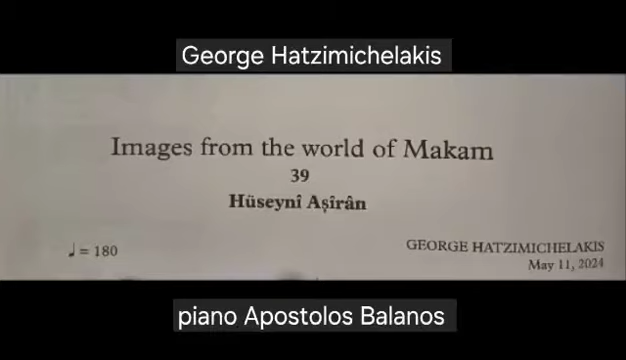 George Hatzimichelakis
Images from the world of Makam
39
Hüseynî Aşîrân
♩ = 180
GEORGE HATZIMICHELAKIS
May 11, 2024
piano Apostolos Balanos